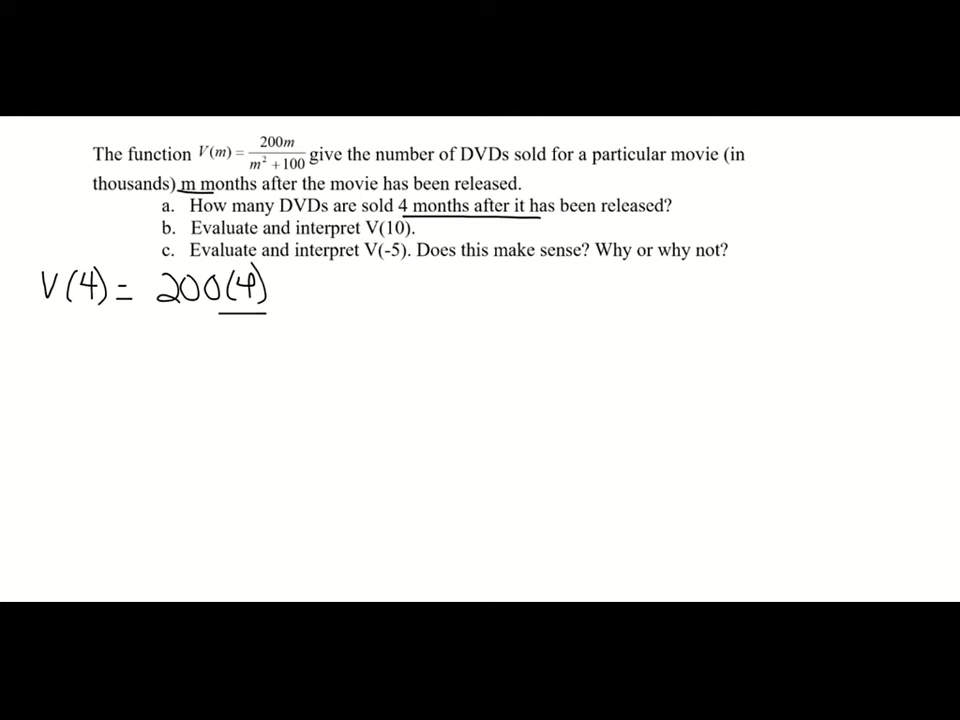 The function V(m) = 200m / m² + 100 give the number of DVDs sold for a particular movie (in
thousands) m months after the movie has been released.
a. How many DVDs are sold 4 months after it has been released?
b. Evaluate and interpret V(10).
c. Evaluate and interpret V(-5). Does this make sense? Why or why not?
V(4) = 200(4)